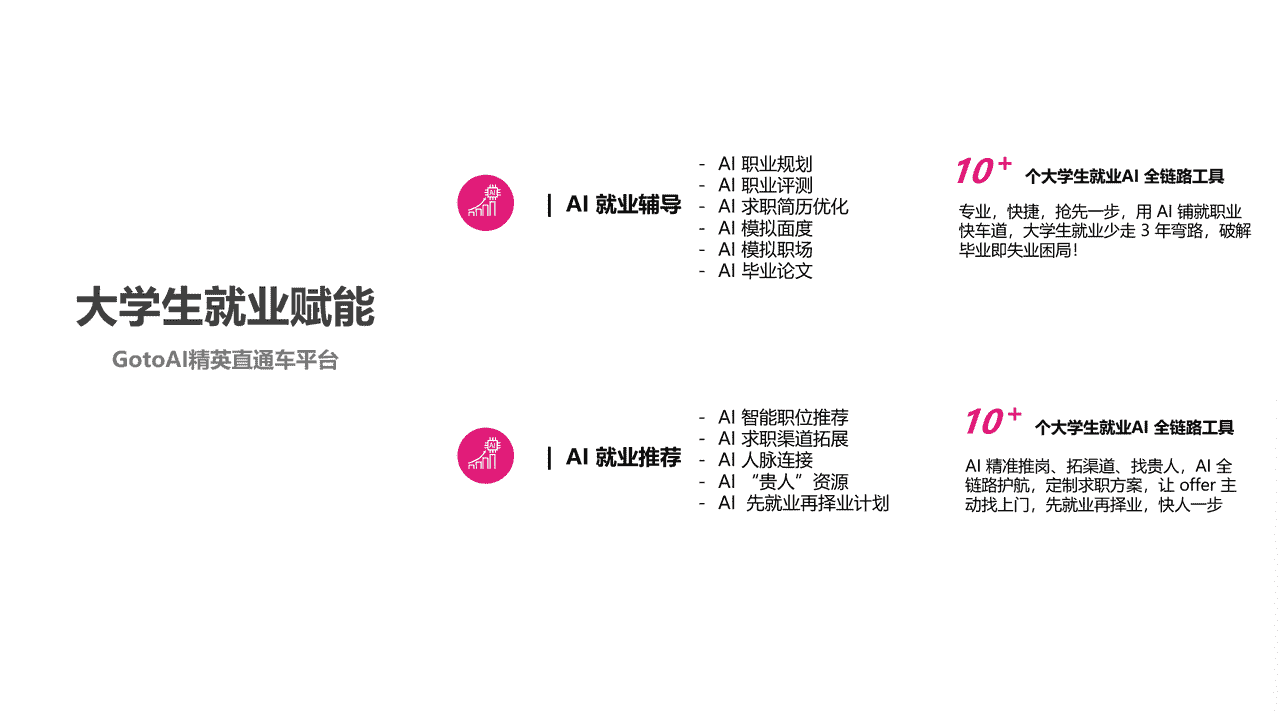 大学生就业赋能
GotoAI精英直通车平台
| AI 就业辅导
- AI 职业规划
- AI 职业评测
- AI 求职简历优化
- AI 模拟面度
- AI 模拟职场
- AI 毕业论文
10+ 个大学生就业AI 全链路工具
专业，快捷，抢先一步，用 AI 铺就职业
快车道，大学生就业少走 3 年弯路，破解
毕业即失业困局！
| AI 就业推荐
- AI 智能职位推荐
- AI 求职渠道拓展
- AI 人脉连接
- AI “贵人”资源
- AI 先就业再择业计划
10+ 个大学生就业AI 全链路工具
AI 精准推岗、拓渠道、找贵人，AI 全
链路护航，定制求职方案，让 offer 主
动找上门，先就业再择业，快人一步